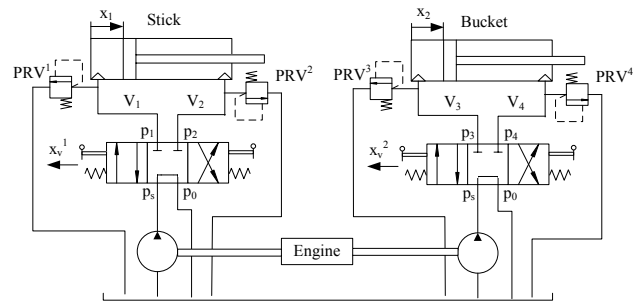 x₁ Stick
x₂ Bucket
PRV¹
PRV²
PRV³
PRV⁴
V₁ V₂
V₃ V₄
p₁ p₂
p₃ p₄
xᵥ¹
xᵥ²
pₛ p₀
pₛ p₀
Engine